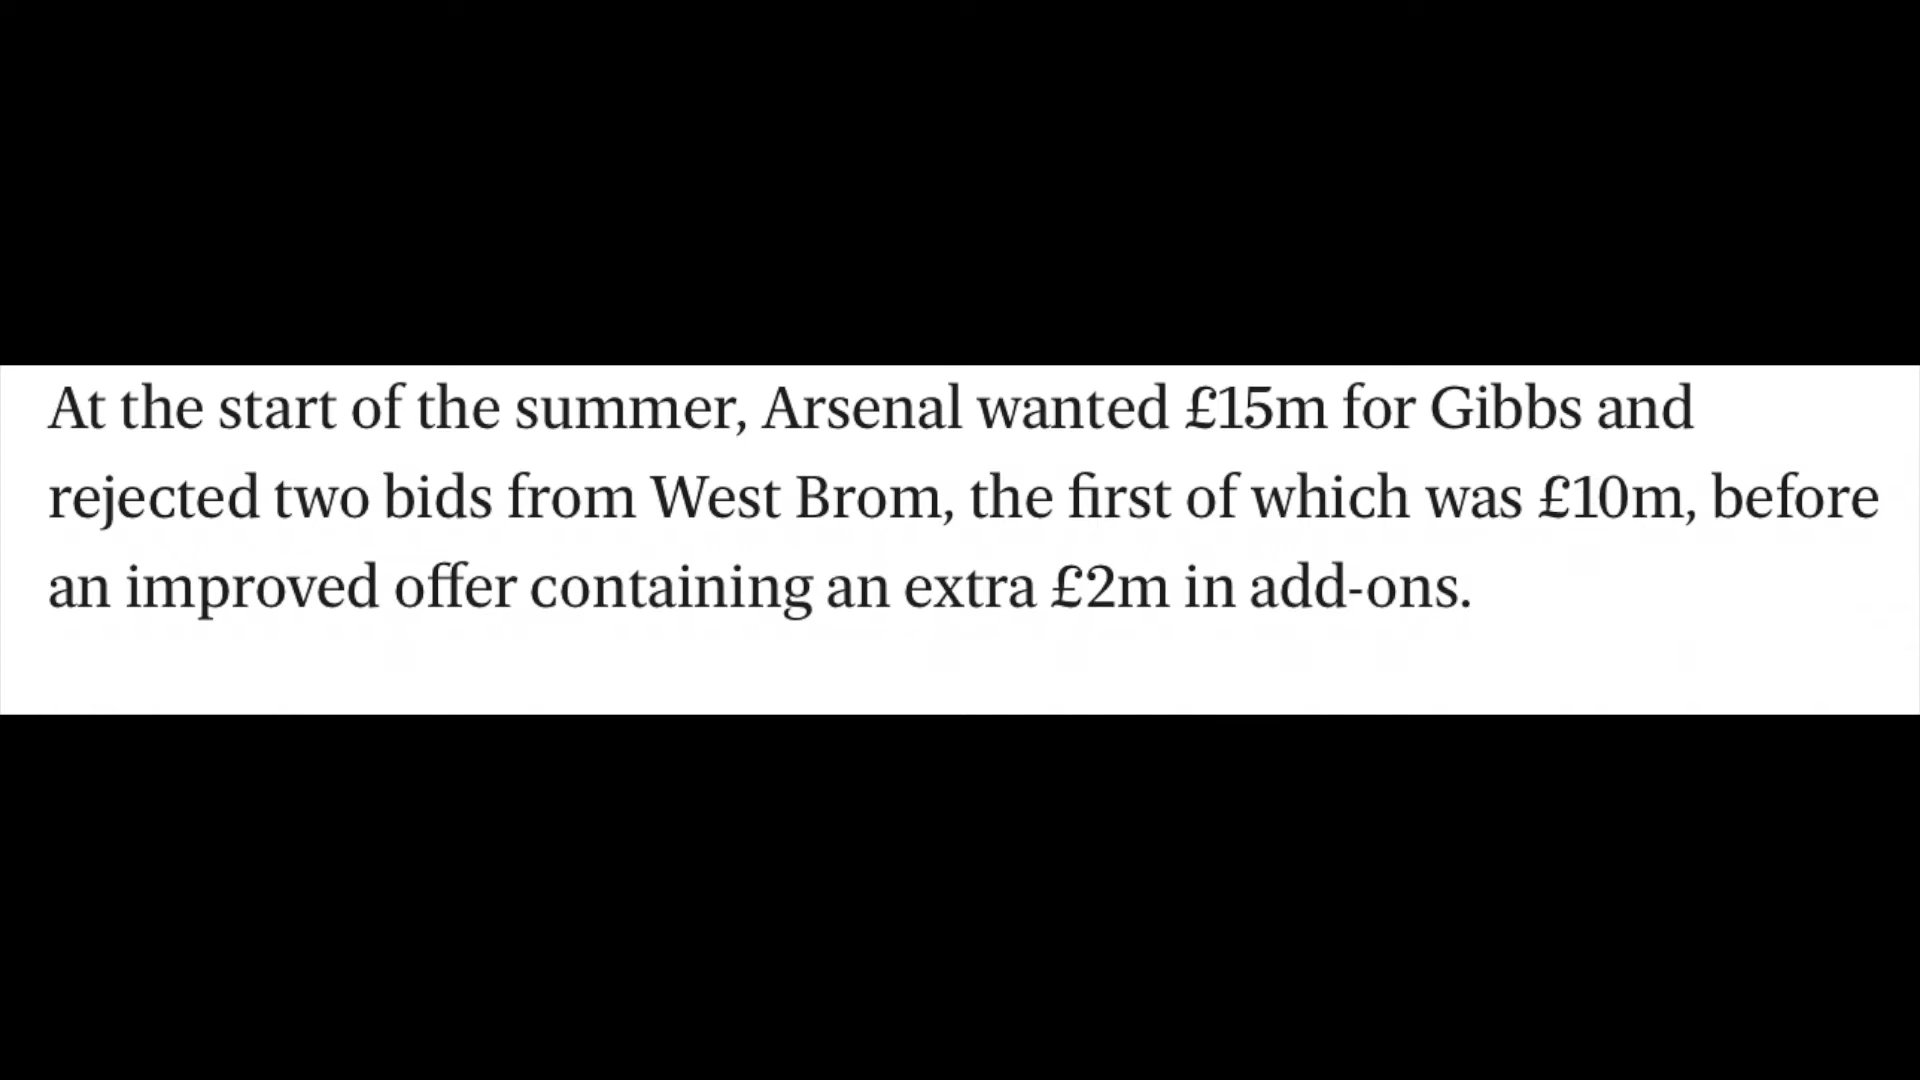 At the start of the summer, Arsenal wanted £15m for Gibbs and
rejected two bids from West Brom, the first of which was £10m, before
an improved offer containing an extra £2m in add-ons.